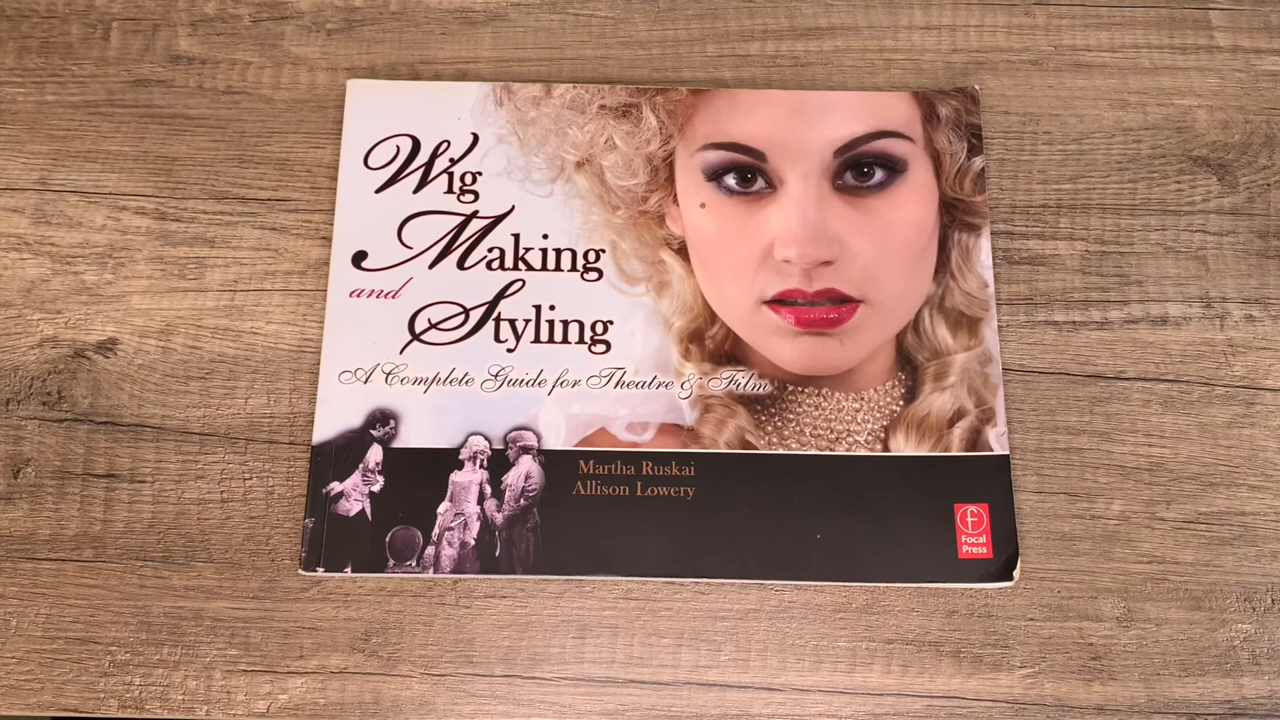 Wig
Making
and
Styling
A Complete Guide for Theatre & Film
Martha Ruskai
Allison Lowery
f
Focal
Press